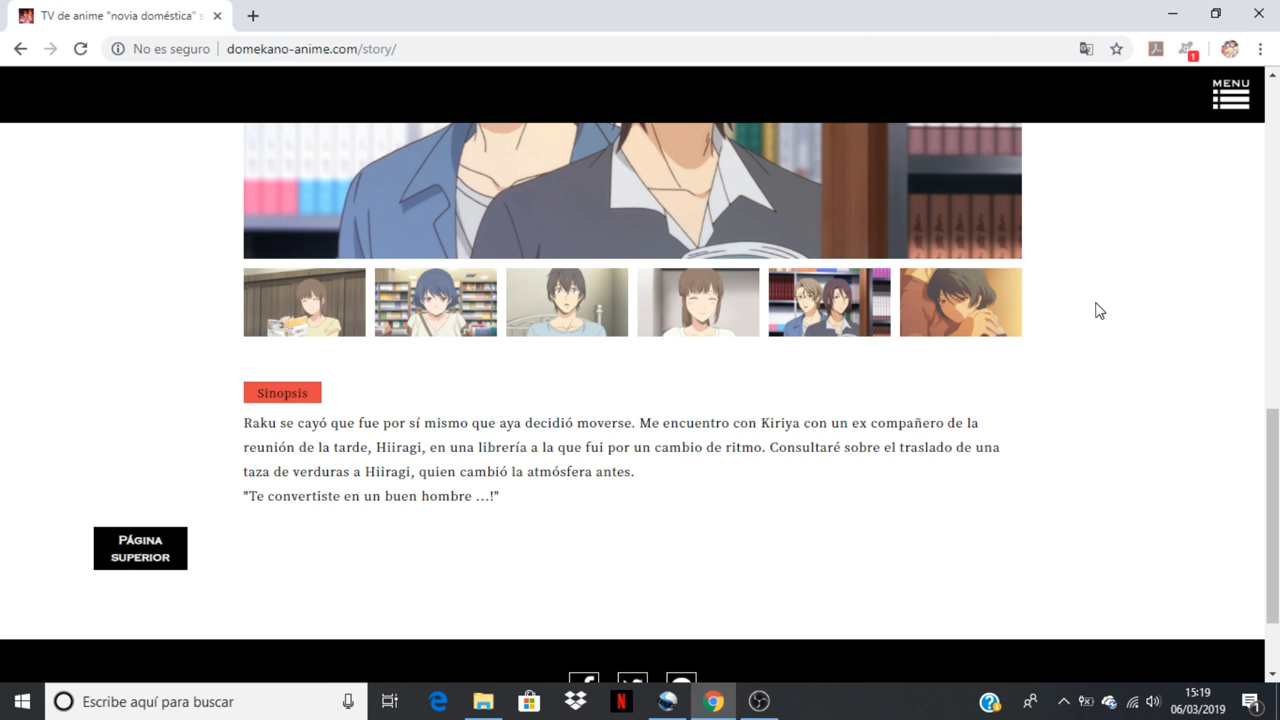 TV de anime "novia doméstica" s
No es seguro
domekano-anime.com/story/
1
MENU
Sinopsis
Raku se cayó que fue por sí mismo que aya decidió moverse. Me encuentro con Kiriya con un ex compañero de la
reunión de la tarde, Hiiragi, en una librería a la que fui por un cambio de ritmo. Consultaré sobre el traslado de una
taza de verduras a Hiiragi, quien cambió la atmósfera antes.
"Te convertiste en un buen hombre ...!"
PÁGINA
SUPERIOR
Escribe aquí para buscar
N
15:19
06/03/2019
1